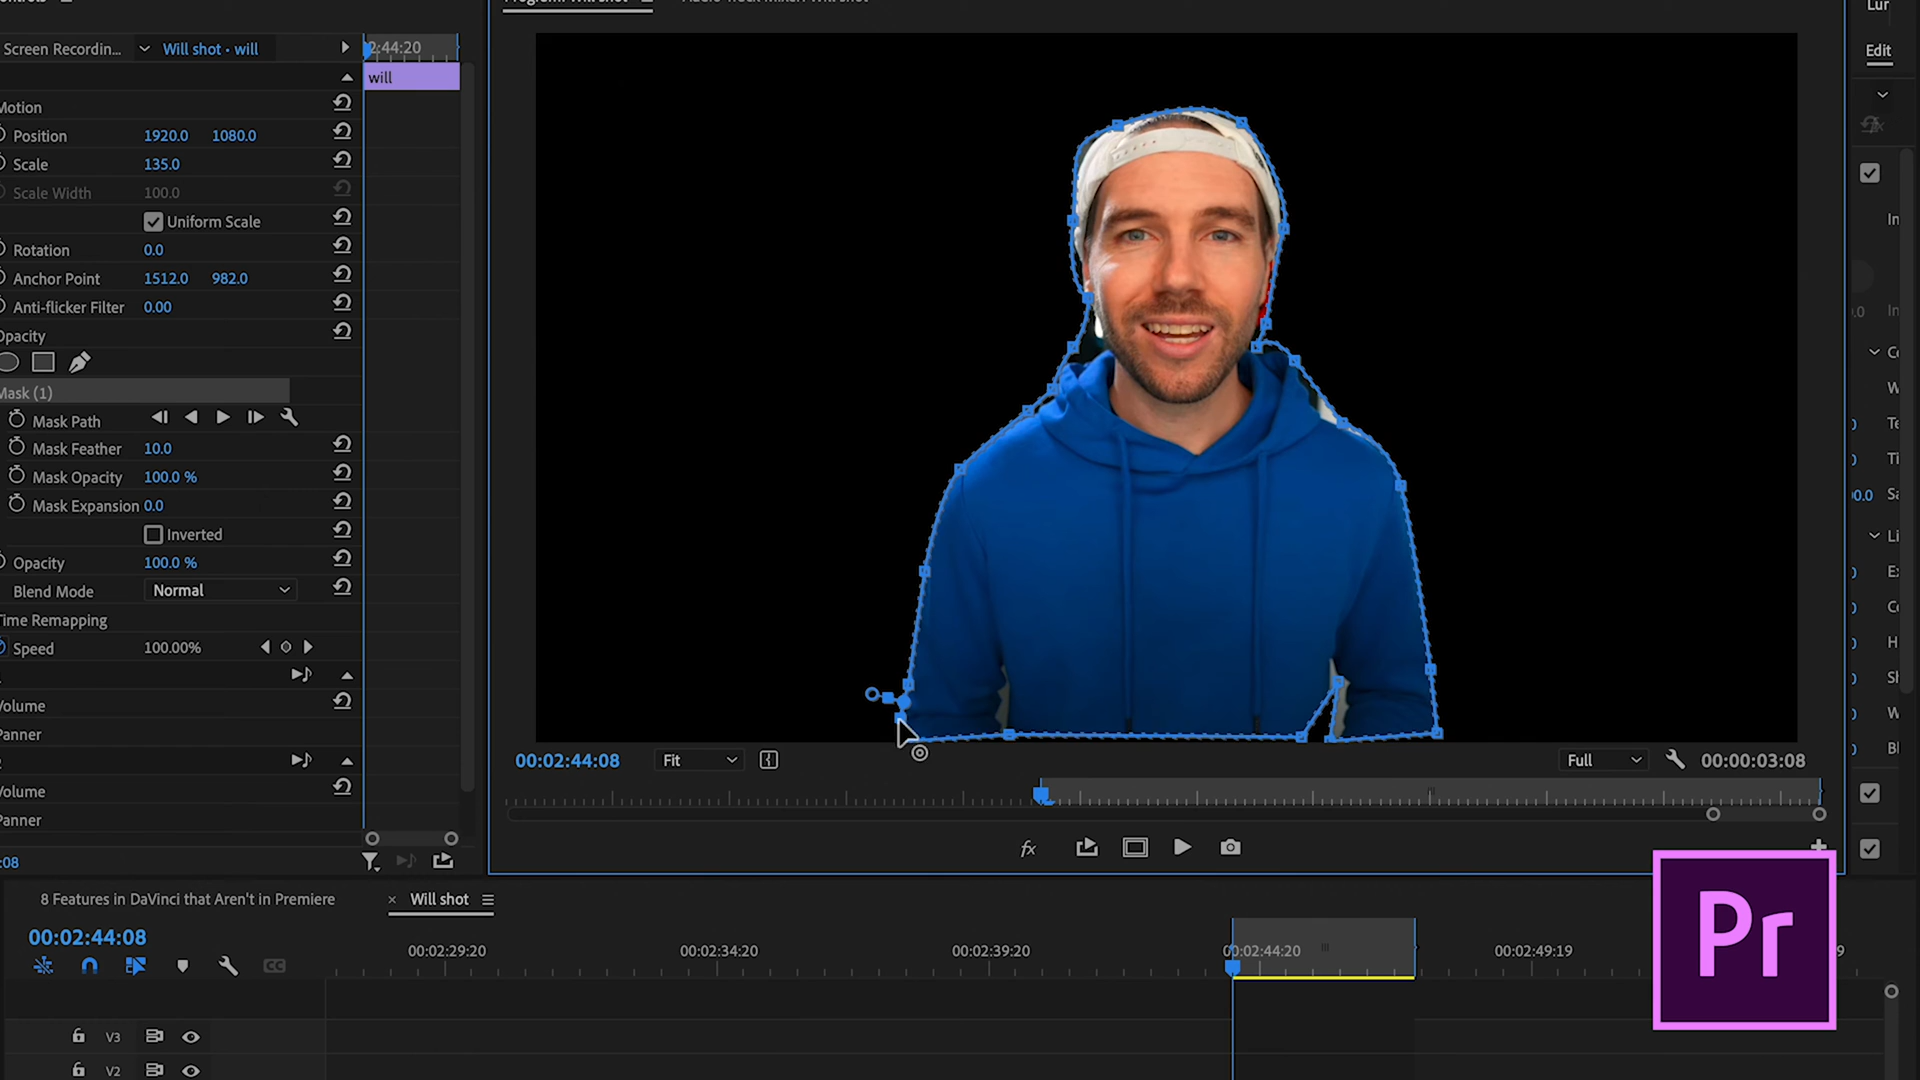 Screen Recordin...
Will shot • will
2:44:20
will
Motion
Position 1920.0 1080.0
Scale 135.0
Scale Width 100.0
Uniform Scale
Rotation 0.0
Anchor Point 1512.0 982.0
Anti-flicker Filter 0.00
Opacity
Mask (1)
Mask Path
Mask Feather 10.0
Mask Opacity 100.0 %
Mask Expansion 0.0
Inverted
Opacity 100.0 %
Blend Mode Normal
Time Remapping
Speed 100.00%
Volume
Panner
Volume
Panner
:08
Edit
00:02:44:08
Fit
Full
00:00:03:08
fx
8 Features in DaVinci that Aren't in Premiere
× Will shot
00:02:44:08
00:02:29:20
00:02:34:20
00:02:39:20
00:02:44:20
00:02:49:19
CC
V3
V2
Pr